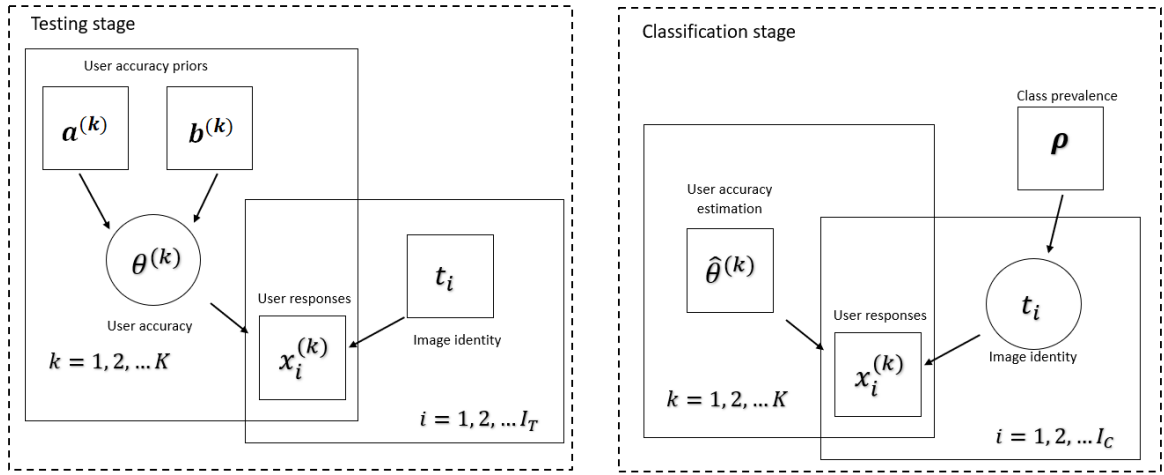 Testing stage
User accuracy priors
a^(k)
b^(k)
θ^(k)
User accuracy
t_i
Image identity
User responses
x_i^(k)
k = 1, 2, … K
i = 1, 2, … I_T
Classification stage
Class prevalence
ρ
User accuracy
estimation
θ̂^(k)
t_i
Image identity
User responses
x_i^(k)
k = 1, 2, … K
i = 1, 2, … I_C